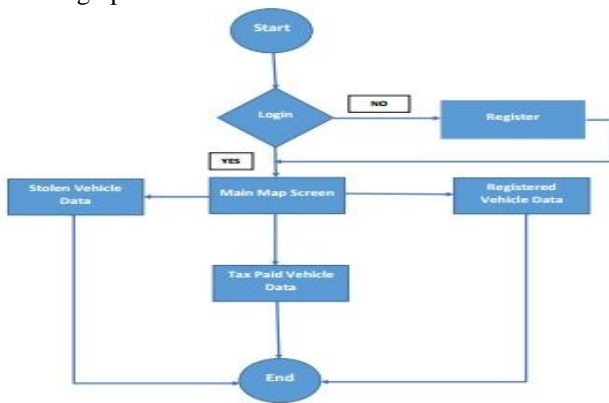 Start
Login
NO
Register
YES
Stolen Vehicle
Data
Main Map Screen
Registered
Vehicle Data
Tax Paid Vehicle
Data
End